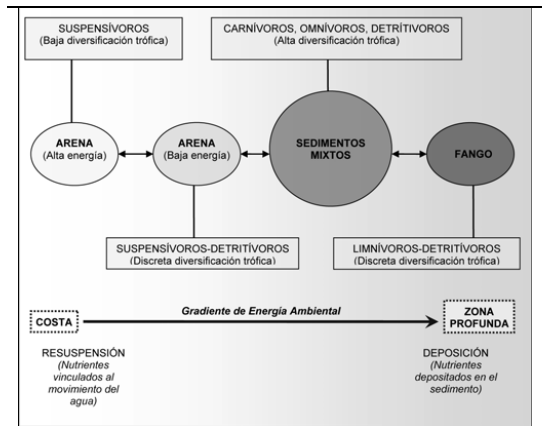 SUSPENSÍVOROS
(Baja diversificación trófica)
CARNÍVOROS, OMNÍVOROS, DETRÍTIVOROS
(Alta diversificación trófica)
ARENA
(Alta energía)
ARENA
(Baja energía)
SEDIMENTOS
MIXTOS
FANGO
SUSPENSÍVOROS-DETRITÍVOROS
(Discreta diversificación trófica)
LIMNÍVOROS-DETRITÍVOROS
(Discreta diversificación trófica)
Gradiente de Energía Ambiental
COSTA
ZONA
PROFUNDA
RESUSPENSIÓN
(Nutrientes
vinculados al
movimiento del
agua)
DEPOSICIÓN
(Nutrientes
depositados en el
sedimento)